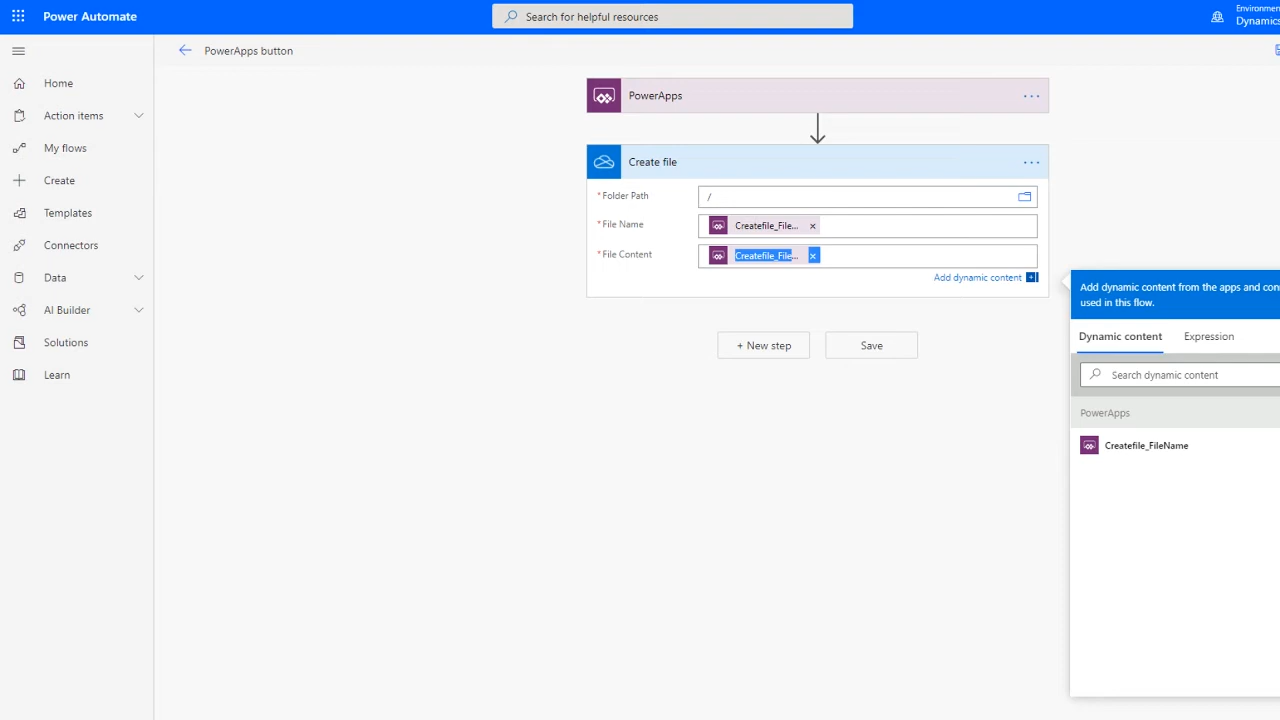 Power Automate
Search for helpful resources
Environmen
Dynamics
PowerApps button
Home
Action items
My flows
Create
Templates
Connectors
Data
AI Builder
Solutions
Learn
PowerApps
Create file
*Folder Path
/
*File Name
Createfile_File... ×
*File Content
Createfile_File... ×
Add dynamic content +
+ New step
Save
Add dynamic content from the apps and con
used in this flow.
Dynamic content
Expression
Search dynamic content
PowerApps
Createfile_FileName